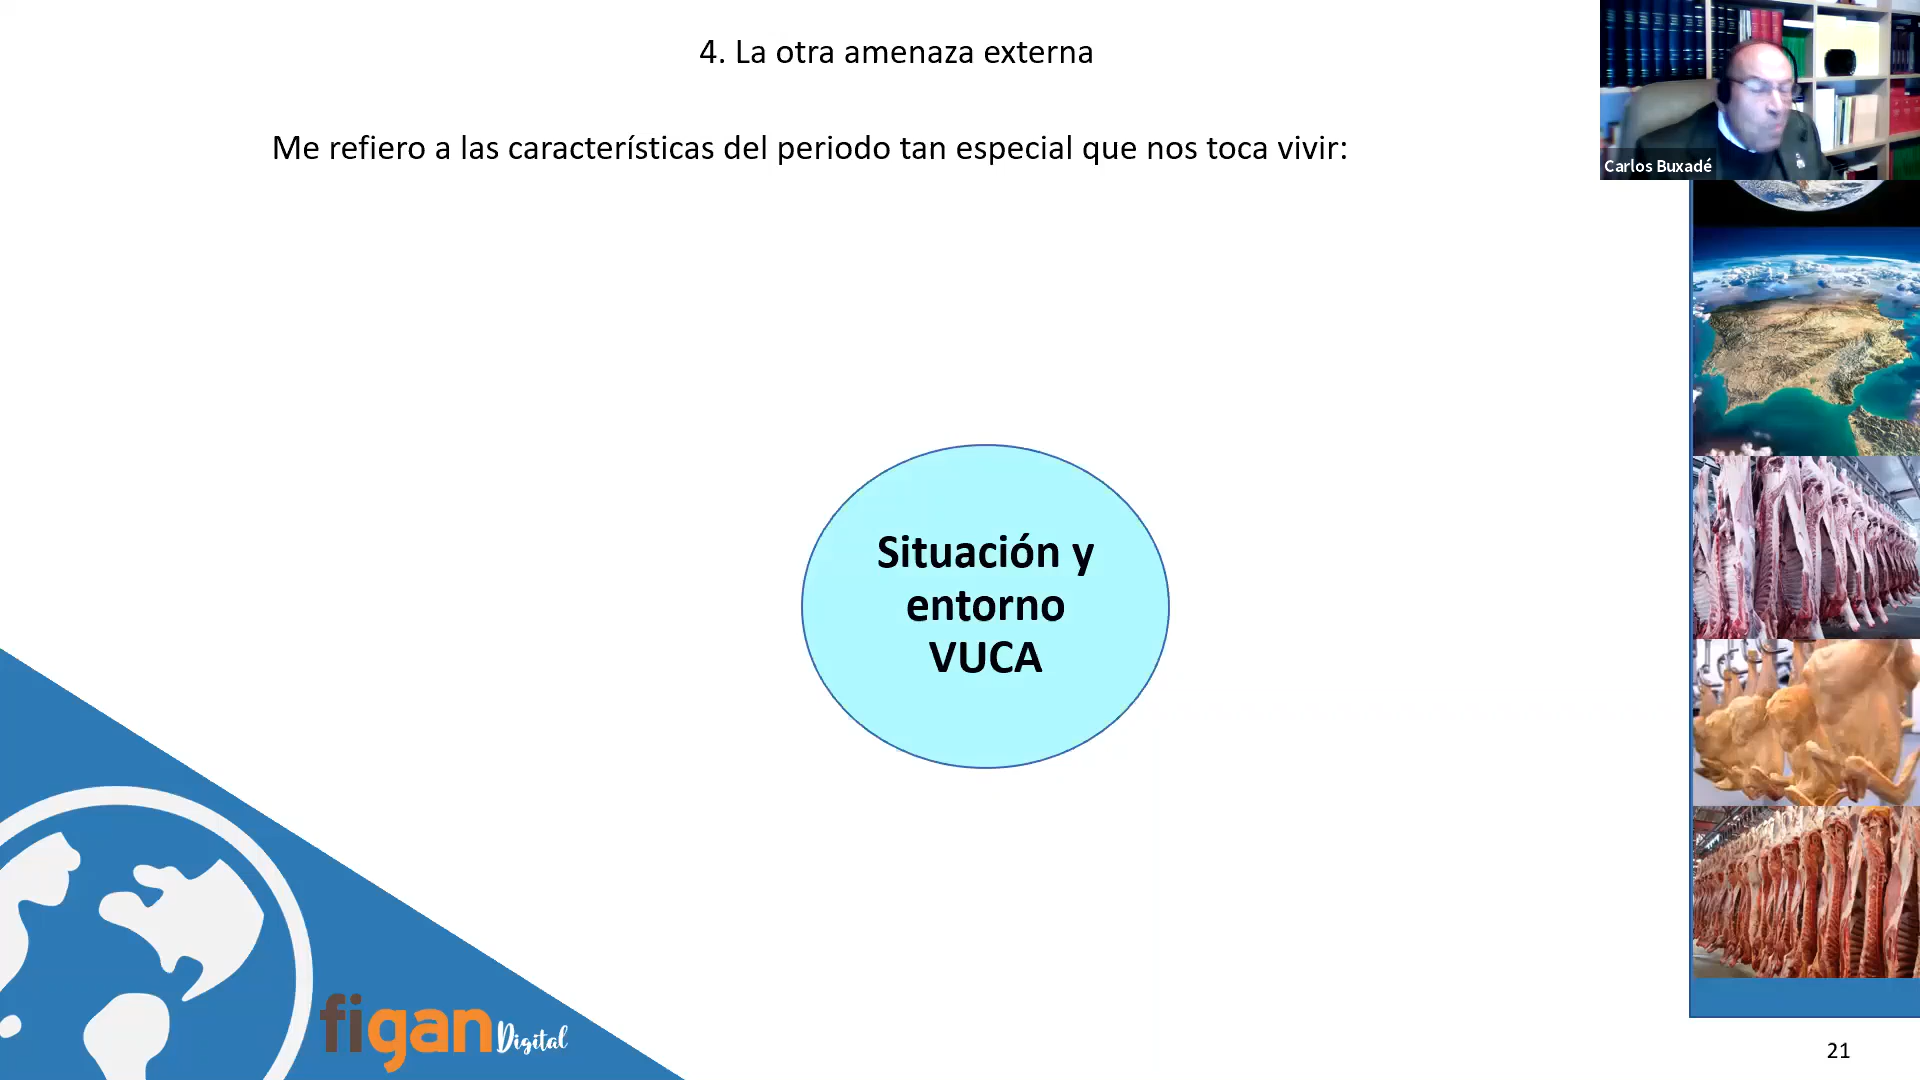 4. La otra amenaza externa
Carlos Buxadé
Me refiero a las características del periodo tan especial que nos toca vivir:
Situación y
entorno
VUCA
figan Digital
21